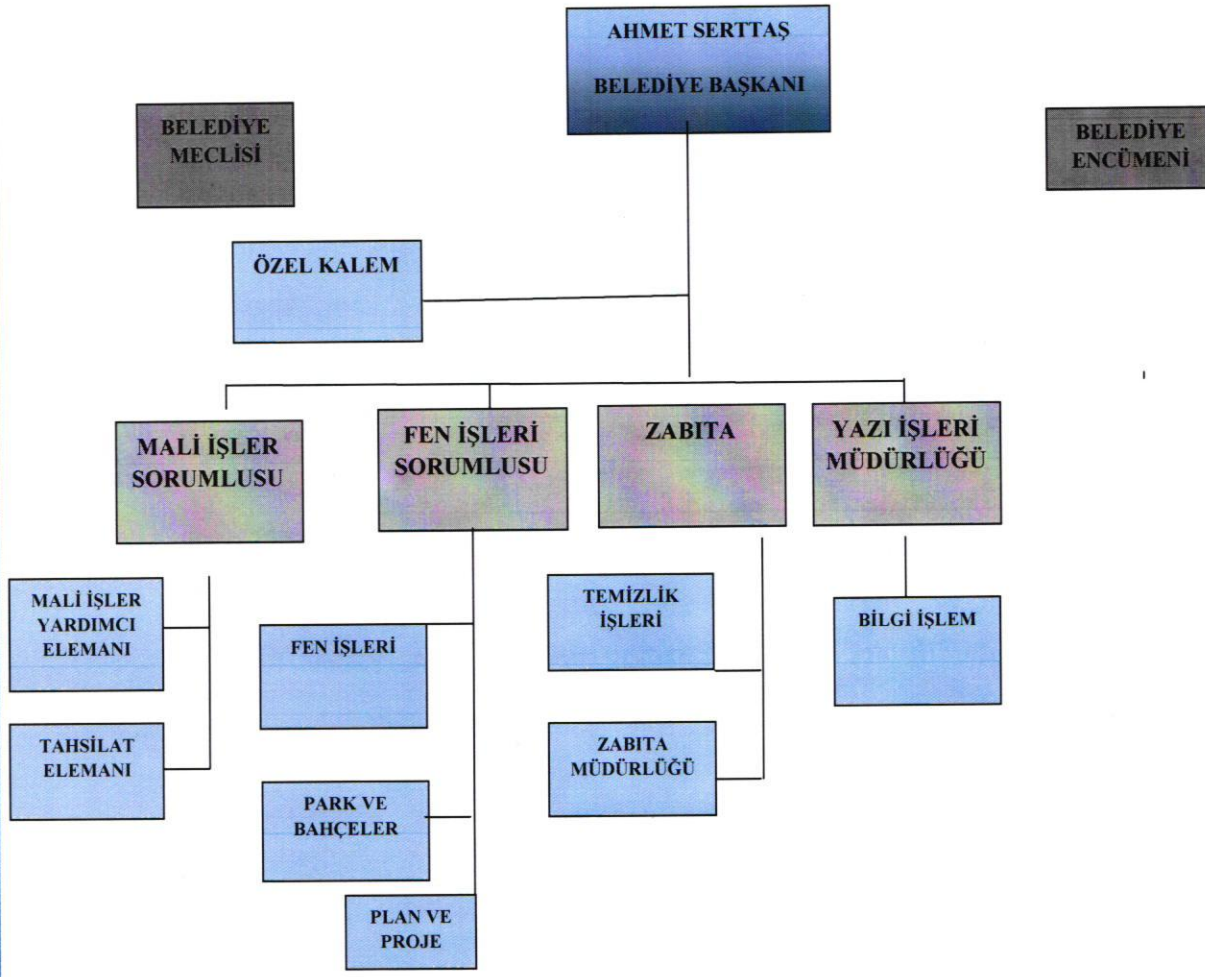 AHMET SERTTAŞ
BELEDİYE BAŞKANI
BELEDİYE
MECLİSİ
BELEDİYE
ENCÜMENİ
ÖZEL KALEM
MALİ İŞLER
SORUMLUSU
FEN İŞLERİ
SORUMLUSU
ZABITA
YAZI İŞLERİ
MÜDÜRLÜĞÜ
MALİ İŞLER
YARDIMCI
ELEMANI
TAHSİLAT
ELEMANI
FEN İŞLERİ
PARK VE
BAHÇELER
PLAN VE
PROJE
TEMİZLİK
İŞLERİ
ZABITA
MÜDÜRLÜĞÜ
BİLGİ İŞLEM